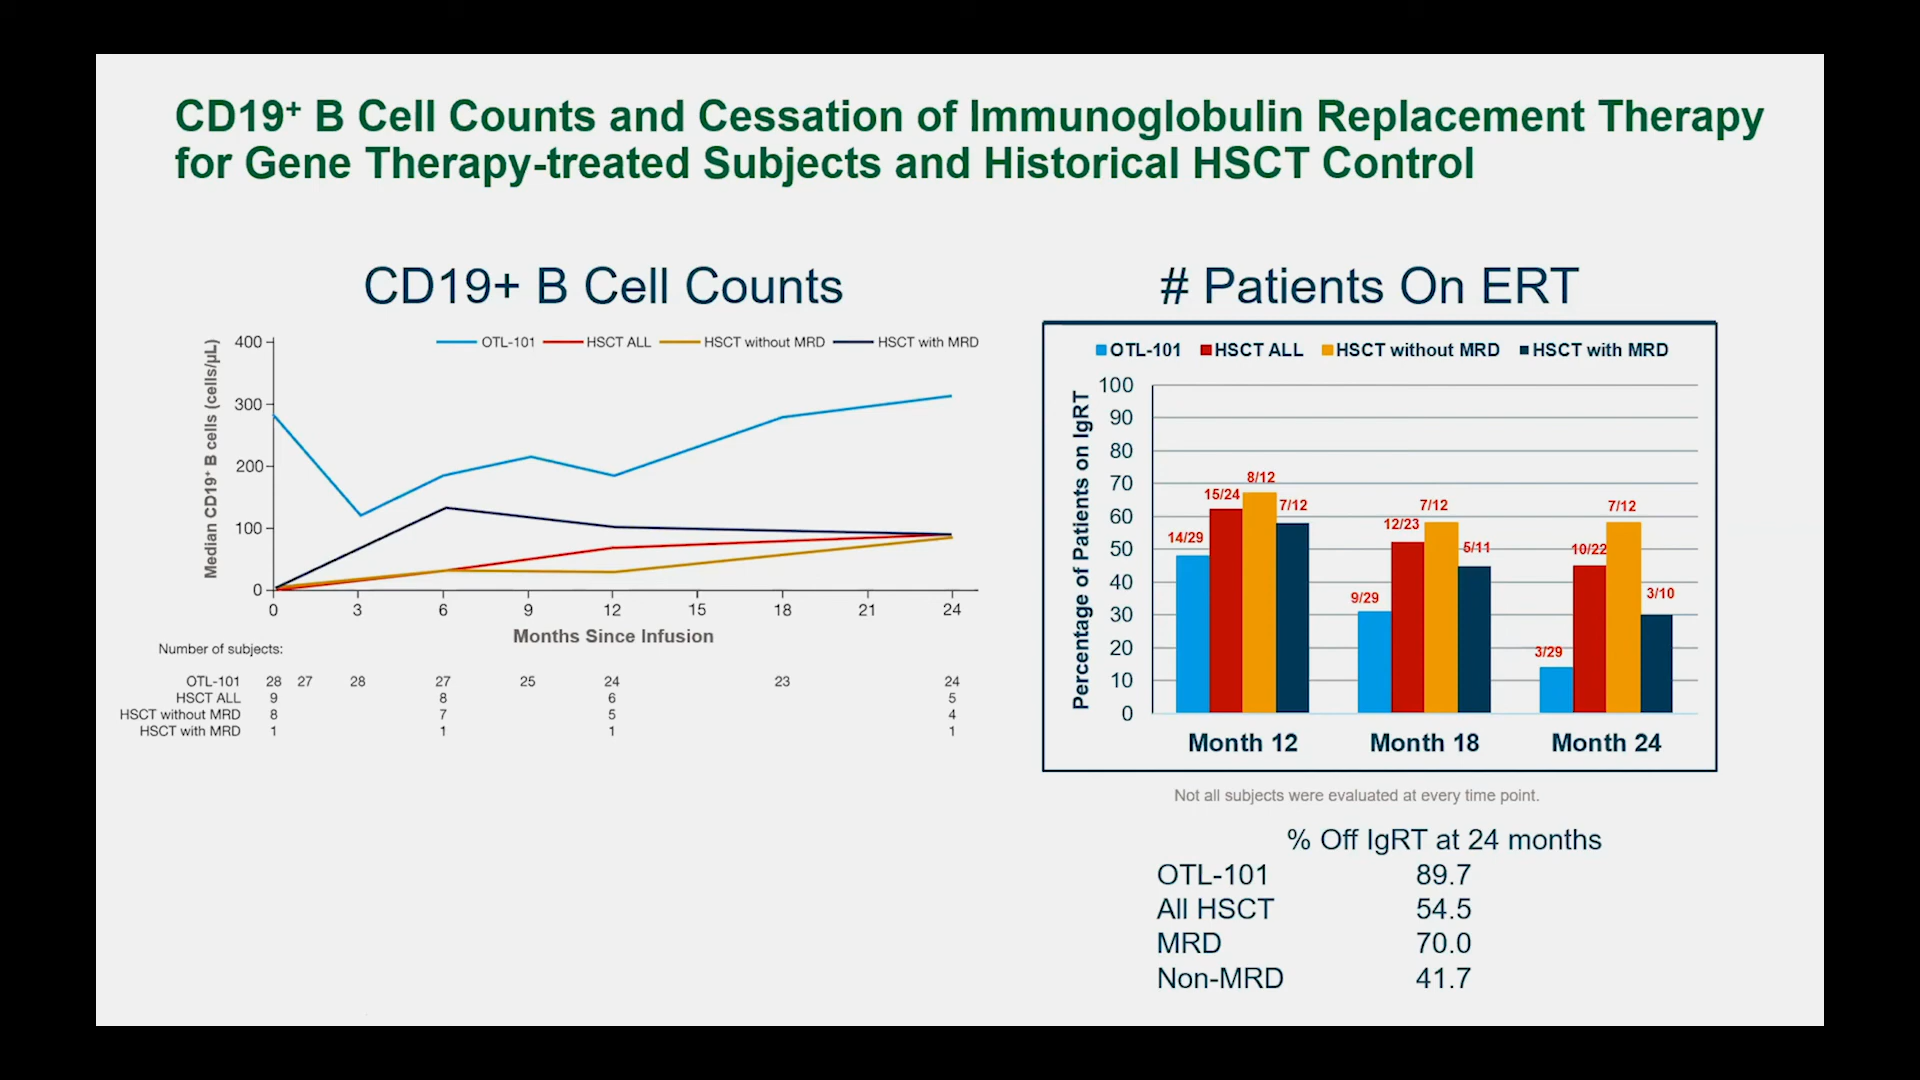 CD19+ B Cell Counts and Cessation of Immunoglobulin Replacement Therapy
for Gene Therapy-treated Subjects and Historical HSCT Control
CD19+ B Cell Counts
Median CD19+ B cells (cells/µL)
400
300
200
100
0
OTL-101 HSCT ALL HSCT without MRD HSCT with MRD
0 3 6 9 12 15 18 21 24
Months Since Infusion
Number of subjects:
OTL-101 28 27 28 27 25 24 23 24
HSCT ALL 9 8 6 5
HSCT without MRD 8 7 5 4
HSCT with MRD 1 1 1 1
# Patients On ERT
OTL-101 HSCT ALL HSCT without MRD HSCT with MRD
Percentage of Patients on IgRT
100
90
80
70
60
50
40
30
20
10
0
14/29 15/24 8/12 7/12
9/29 12/23 7/12 5/11
3/29 10/22 7/12 3/10
Month 12 Month 18 Month 24
Not all subjects were evaluated at every time point.
% Off IgRT at 24 months
OTL-101 89.7
All HSCT 54.5
MRD 70.0
Non-MRD 41.7